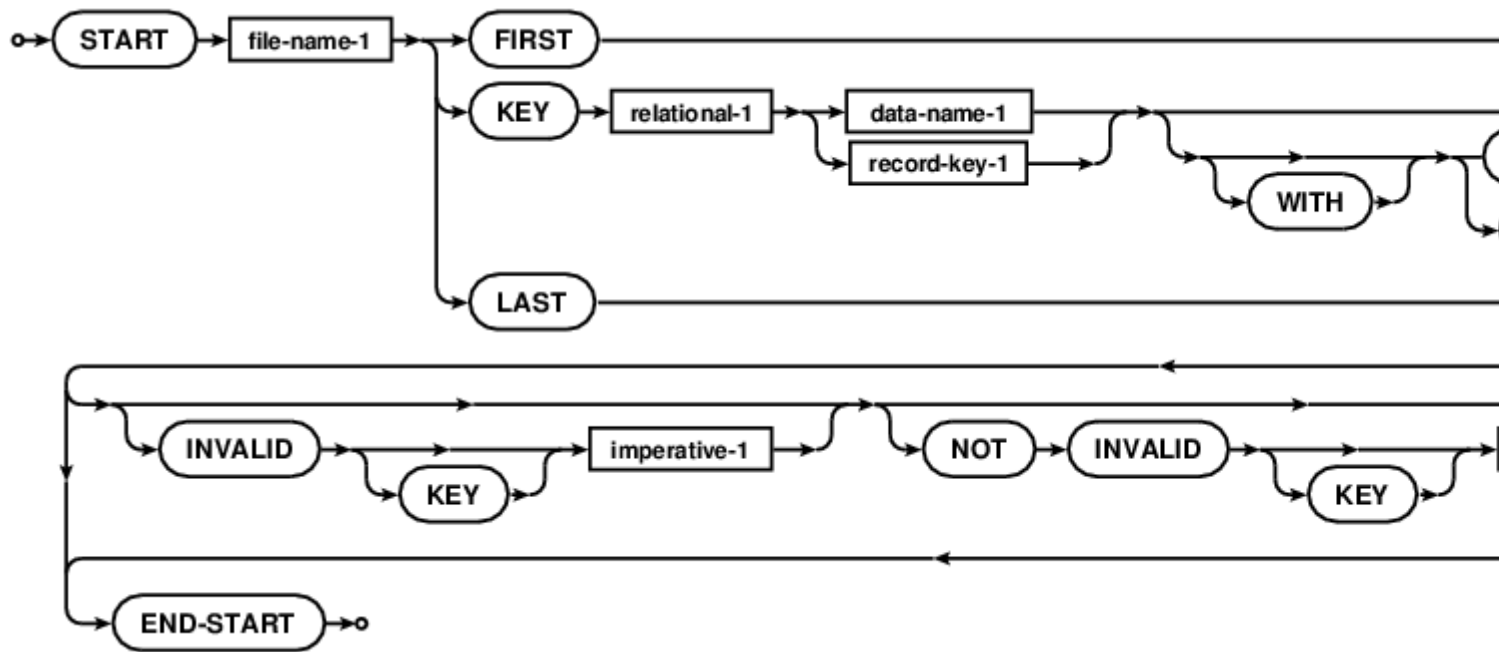 START file-name-1 FIRST
KEY relational-1 data-name-1
record-key-1
WITH
LAST
INVALID imperative-1 NOT INVALID
KEY KEY
END-START